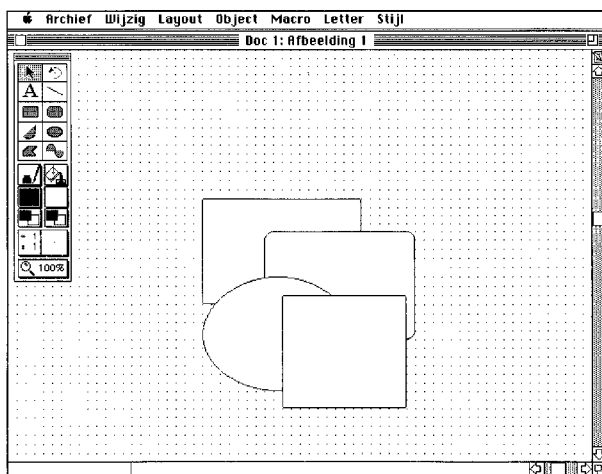 Archief Wijzig Layout Object Macro Letter Stijl
Doc 1: Afbeelding 1
A
100%